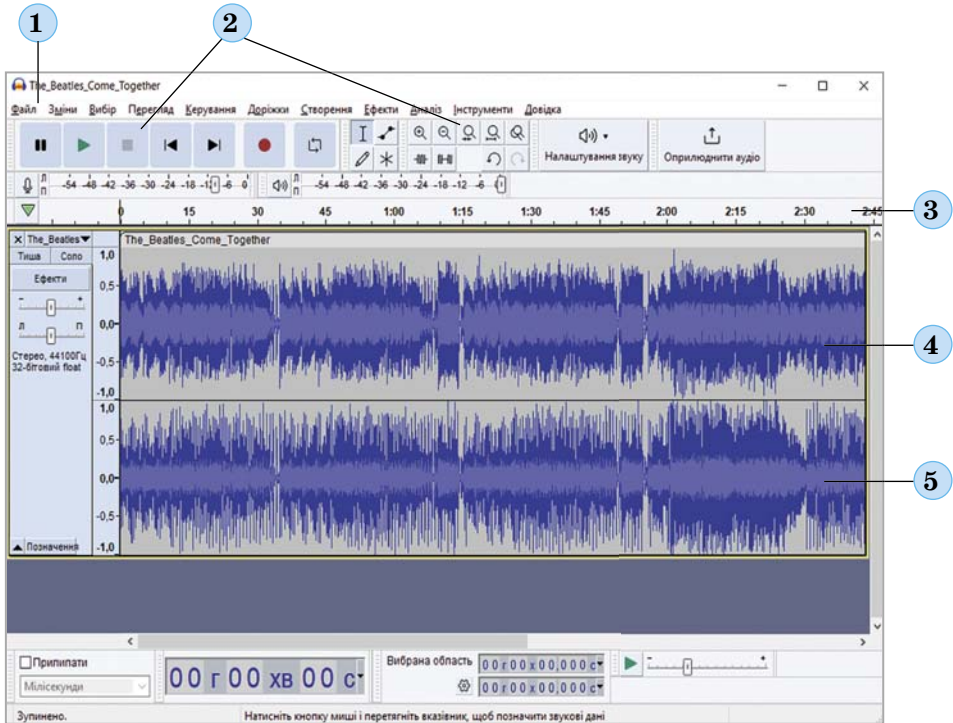 1
2
The_Beatles_Come_Together
Файл Зміни Вибір Перегляд Керування Доріжки Створення Ефекти Аналіз Інструменти Довідка
Налаштування звуку
Оприлюднити аудіо
Л П -54 -48 -42 -36 -30 -24 -18 -12 -6 0
Л П -54 -48 -42 -36 -30 -24 -18 -12 -6 0
0 15 30 45 1:00 1:15 1:30 1:45 2:00 2:15 2:30 2:45
3
The_Beatles
The_Beatles_Come_Together
Тиша Соло
Ефекти
- +
Л П
Стерео, 44100Гц
32-бітовий float
Позначення
1,0
0,5
0,0
-0,5
-1,0
4
1,0
0,5
0,0
-0,5
-1,0
5
Прилипати
Мілісекунди
00 г 00 хв 00 с
Вибрана область
00 г 00 х 00,000 с
00 г 00 х 00,000 с
- +
Зупинено.
Натисніть кнопку миші і перетягніть вказівник, щоб позначити звукові дані